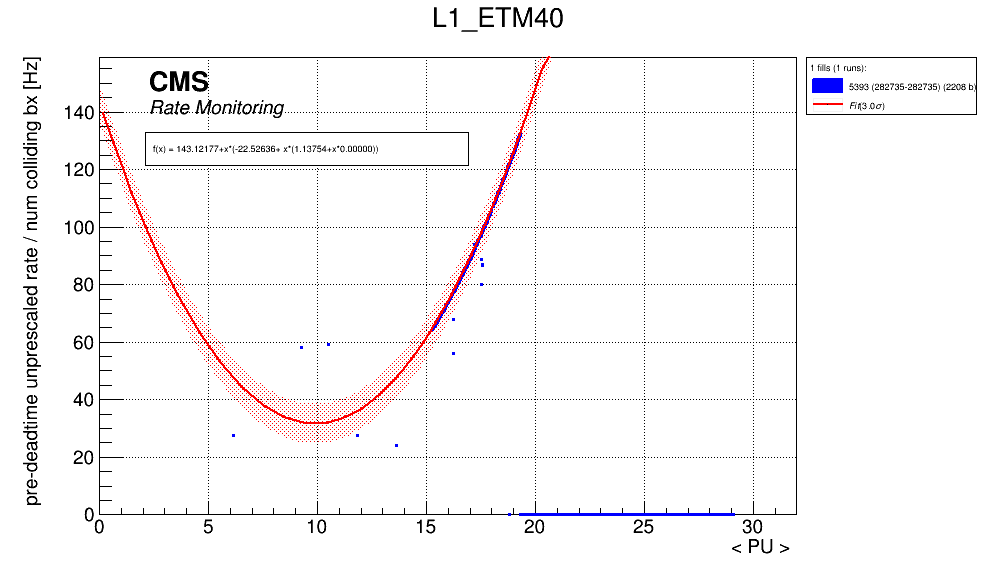 L1_ETM40
pre-deadtime unprescaled rate / num colliding bx [Hz]
CMS
Rate Monitoring
f(x) = 143.12177+x*(-22.52636+ x*(1.13754+x*0.00000))
1 fills (1 runs):
5393 (282735-282735) (2208 b)
Fit(3.0σ)
140
120
100
80
60
40
20
0
0 5 10 15 20 25 30
< PU >